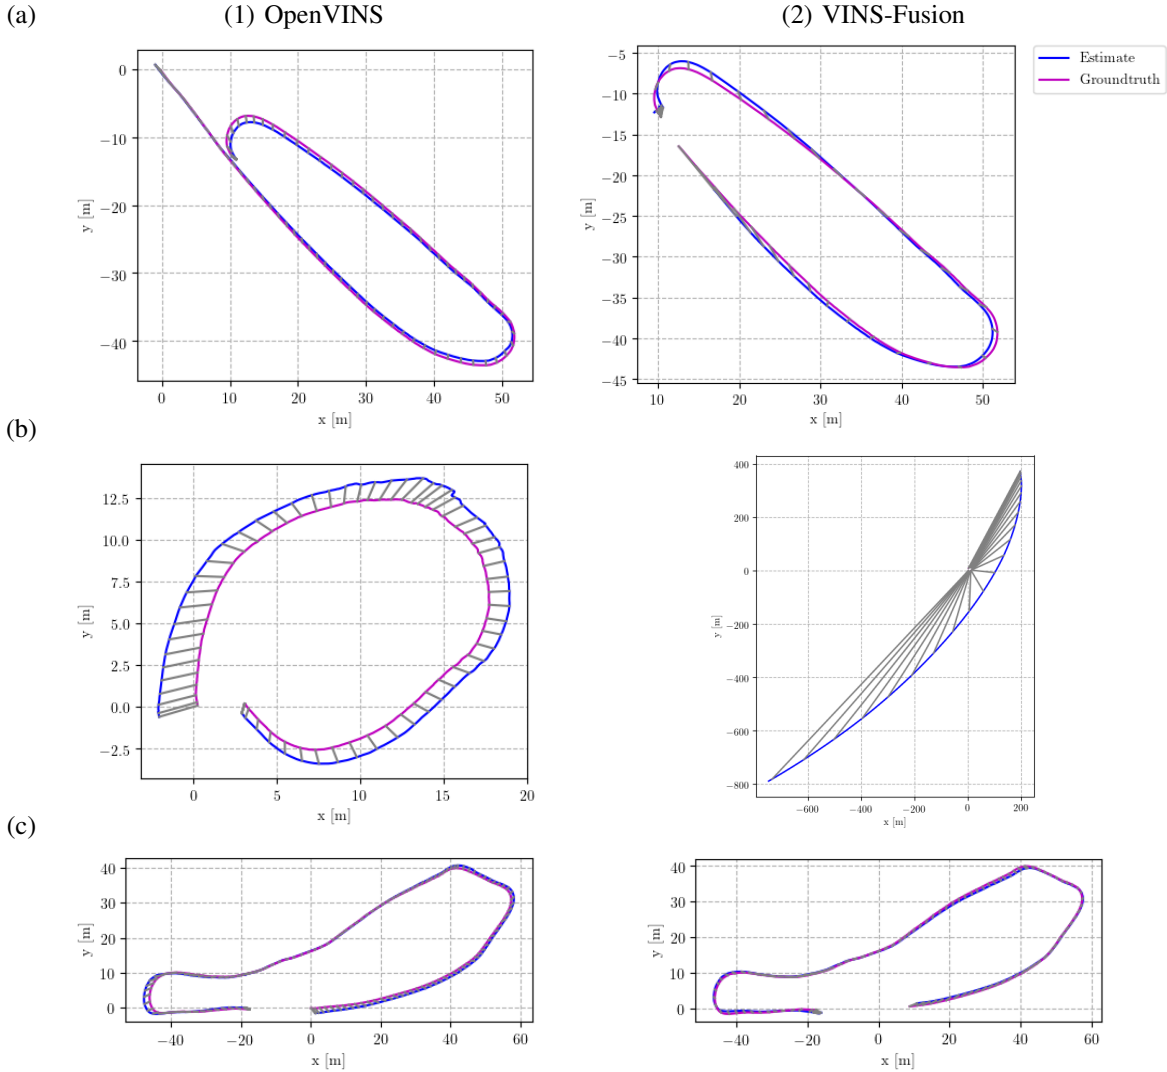 (a)
(1) OpenVINS
(2) VINS-Fusion
Estimate
Groundtruth
0
−10
−20
−30
−40
y [m]
0 10 20 30 40 50
x [m]
−5
−10
−15
−20
−25
−30
−35
−40
−45
y [m]
10 20 30 40 50
x [m]
(b)
12.5
10.0
7.5
5.0
2.5
0.0
−2.5
y [m]
0 5 10 15 20
x [m]
400
200
0
−200
−400
−600
−800
y [m]
−600 −400 −200 0 200
x [m]
(c)
40
30
20
10
0
y [m]
−40 −20 0 20 40 60
x [m]
40
30
20
10
0
y [m]
−40 −20 0 20 40 60
x [m]